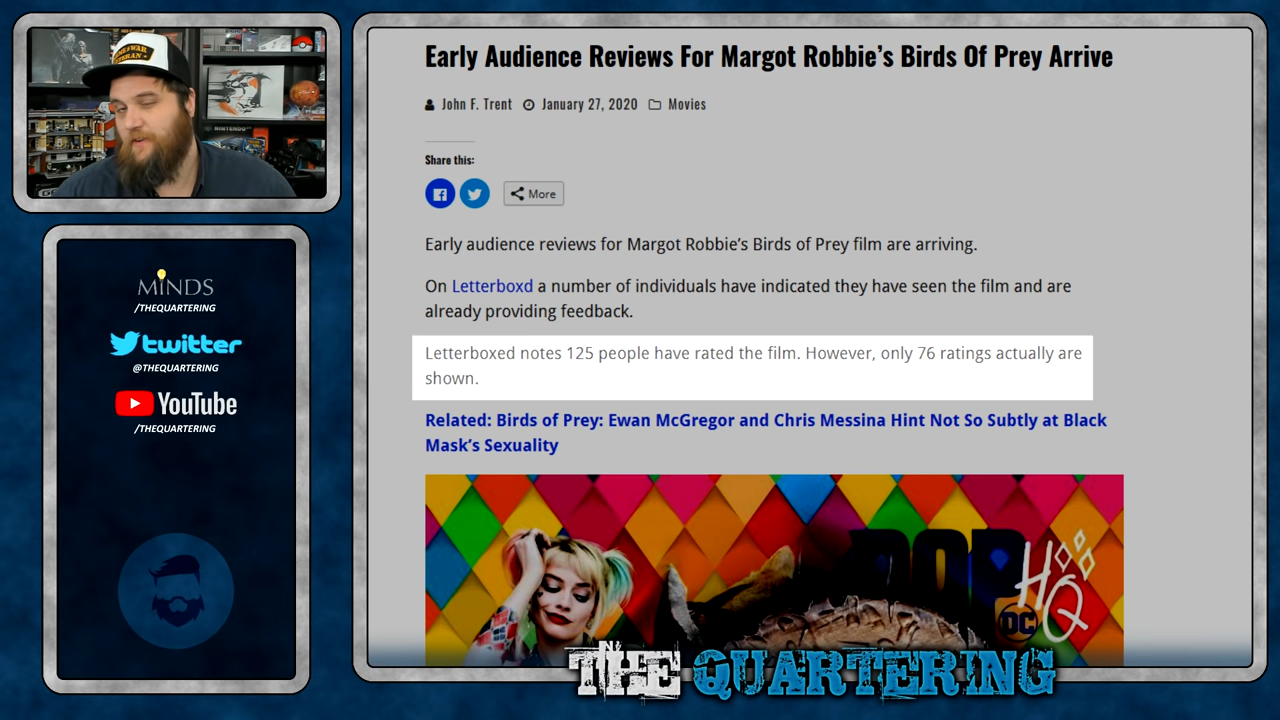 NINTENDO
MINDS
/THEQUARTERING
twitter
@THEQUARTERING
YouTube
/THEQUARTERING
Early Audience Reviews For Margot Robbie's Birds Of Prey Arrive
John F. Trent January 27, 2020 Movies
Share this:
More
Early audience reviews for Margot Robbie's Birds of Prey film are arriving.
On Letterboxd a number of individuals have indicated they have seen the film and are
already providing feedback.
Letterboxed notes 125 people have rated the film. However, only 76 ratings actually are
shown.
Related: Birds of Prey: Ewan McGregor and Chris Messina Hint Not So Subtly at Black
Mask's Sexuality
HQ
DC
THE QUARTERING